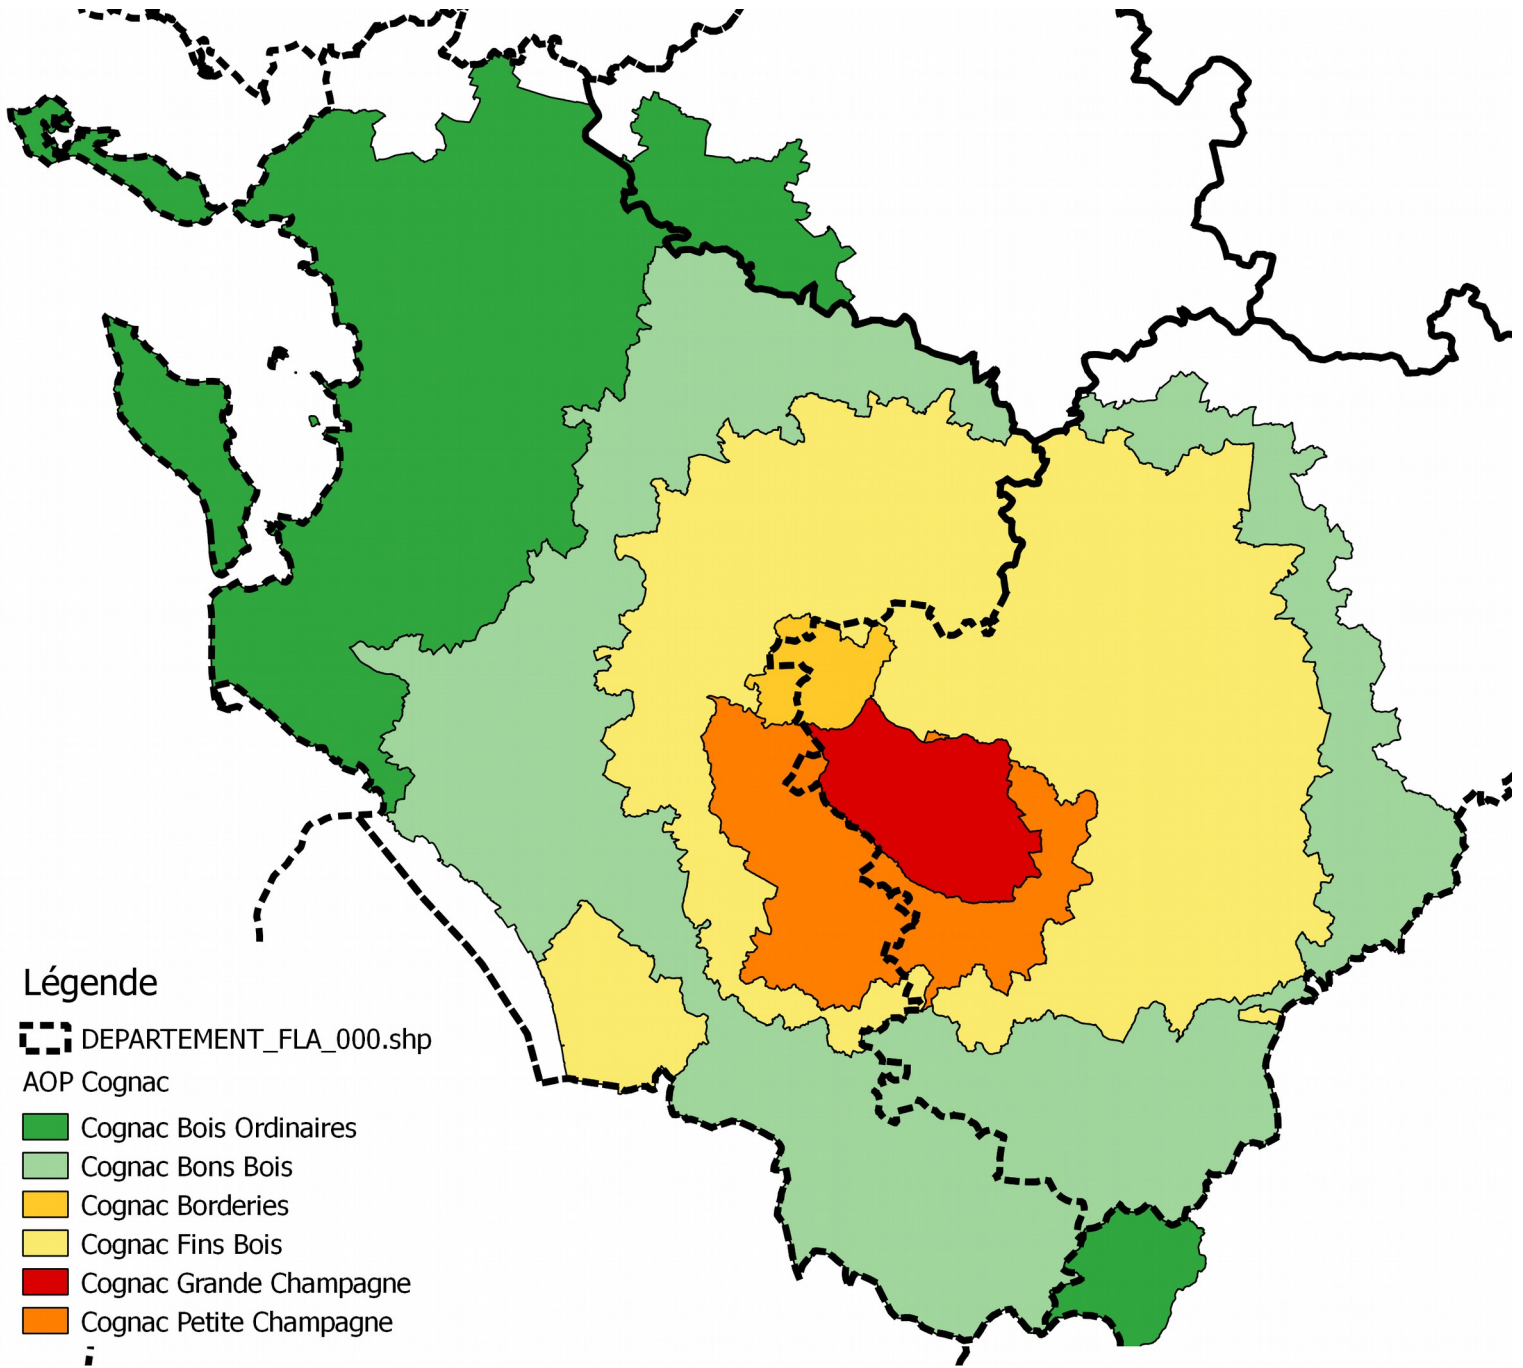 Légende
DEPARTEMENT_FLA_000.shp
AOP Cognac
Cognac Bois Ordinaires
Cognac Bons Bois
Cognac Borderies
Cognac Fins Bois
Cognac Grande Champagne
Cognac Petite Champagne